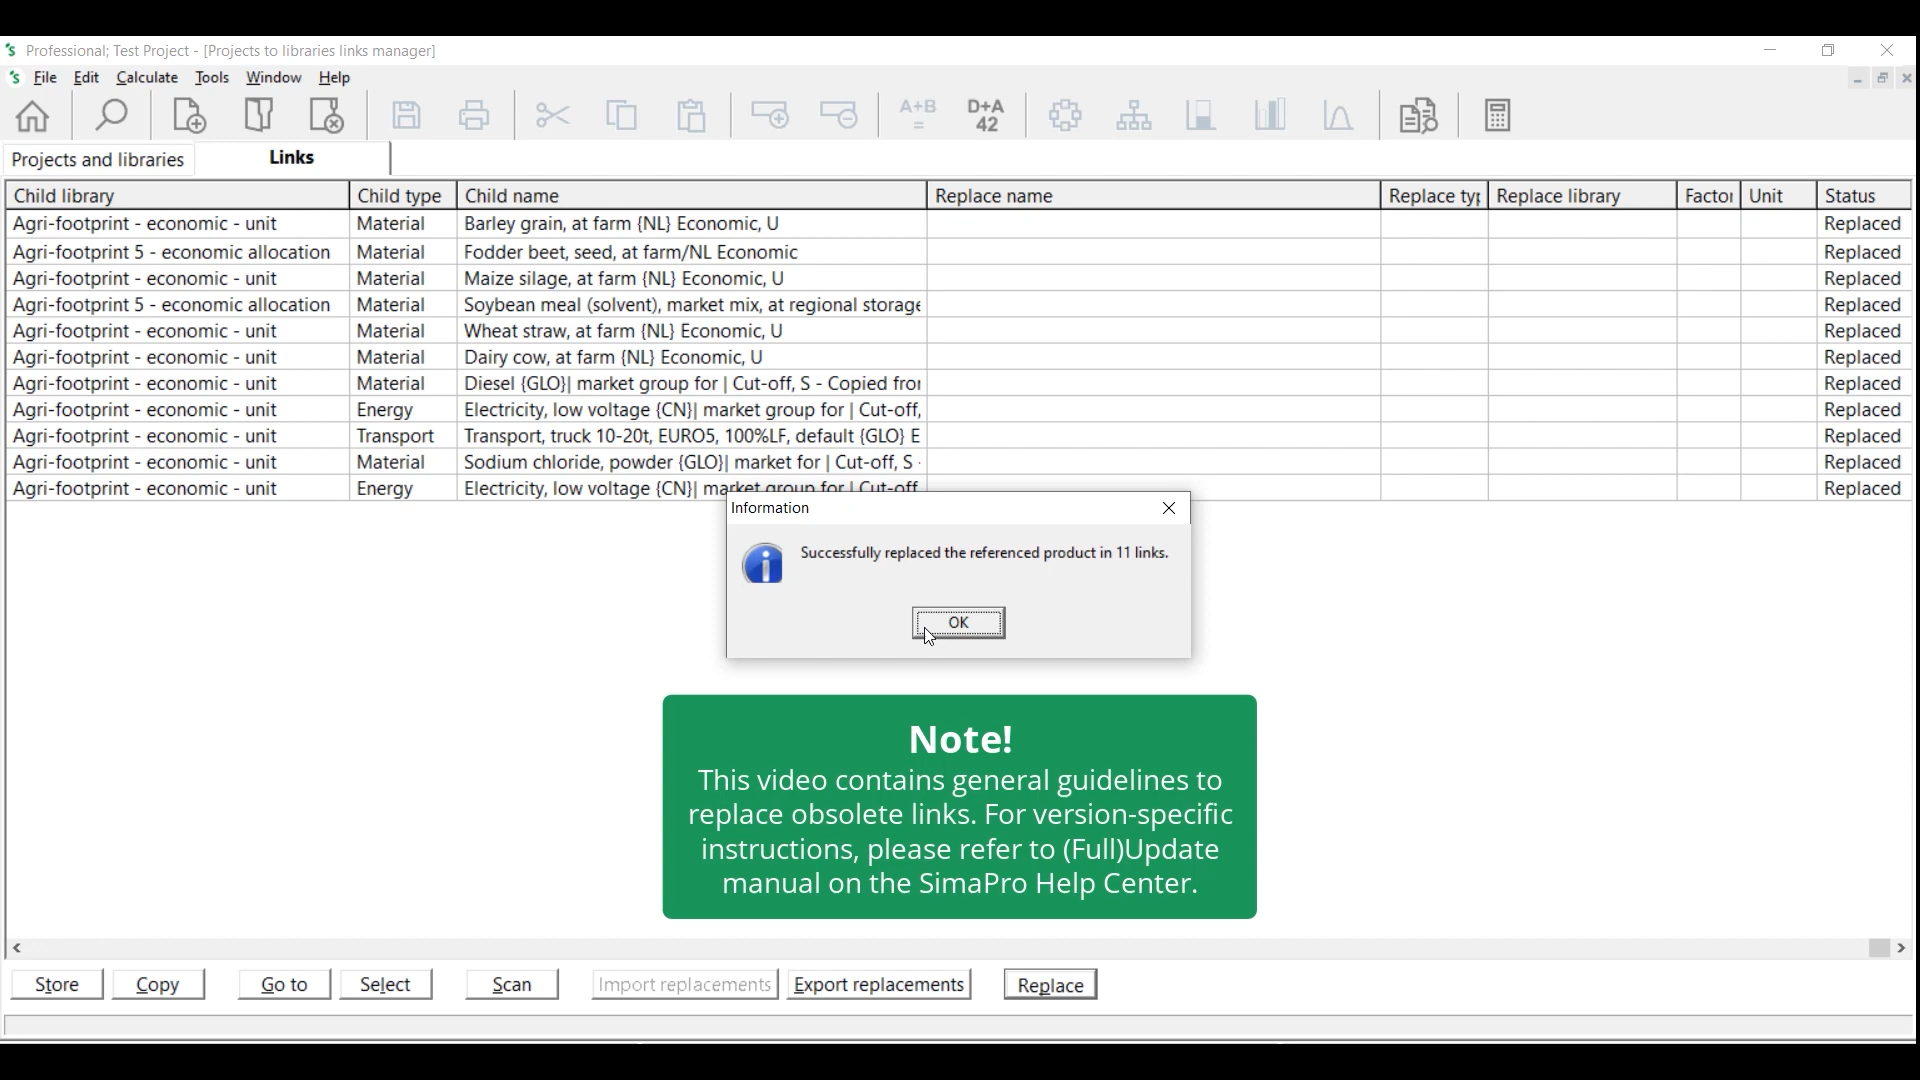 Professional; Test Project - [Projects to libraries links manager]
File Edit Calculate Tools Window Help
A+B
=
D+A
42
Projects and libraries Links
Child library Child type Child name Replace name Replace typ Replace library Factor Unit Status
Agri-footprint - economic - unit Material Barley grain, at farm {NL} Economic, U Replaced
Agri-footprint 5 - economic allocation Material Fodder beet, seed, at farm/NL Economic Replaced
Agri-footprint - economic - unit Material Maize silage, at farm {NL} Economic, U Replaced
Agri-footprint 5 - economic allocation Material Soybean meal (solvent), market mix, at regional storage Replaced
Agri-footprint - economic - unit Material Wheat straw, at farm {NL} Economic, U Replaced
Agri-footprint - economic - unit Material Dairy cow, at farm {NL} Economic, U Replaced
Agri-footprint - economic - unit Material Diesel {GLO}| market group for | Cut-off, S - Copied from Replaced
Agri-footprint - economic - unit Energy Electricity, low voltage {CN}| market group for | Cut-off, Replaced
Agri-footprint - economic - unit Transport Transport, truck 10-20t, EURO5, 100%LF, default {GLO} E Replaced
Agri-footprint - economic - unit Material Sodium chloride, powder {GLO}| market for | Cut-off, S - Replaced
Agri-footprint - economic - unit Energy Electricity, low voltage {CN}| market group for | Cut-off Replaced
Information
Successfully replaced the referenced product in 11 links.
OK
Note!
This video contains general guidelines to
replace obsolete links. For version-specific
instructions, please refer to (Full)Update
manual on the SimaPro Help Center.
Store Copy Go to Select Scan Import replacements Export replacements Replace